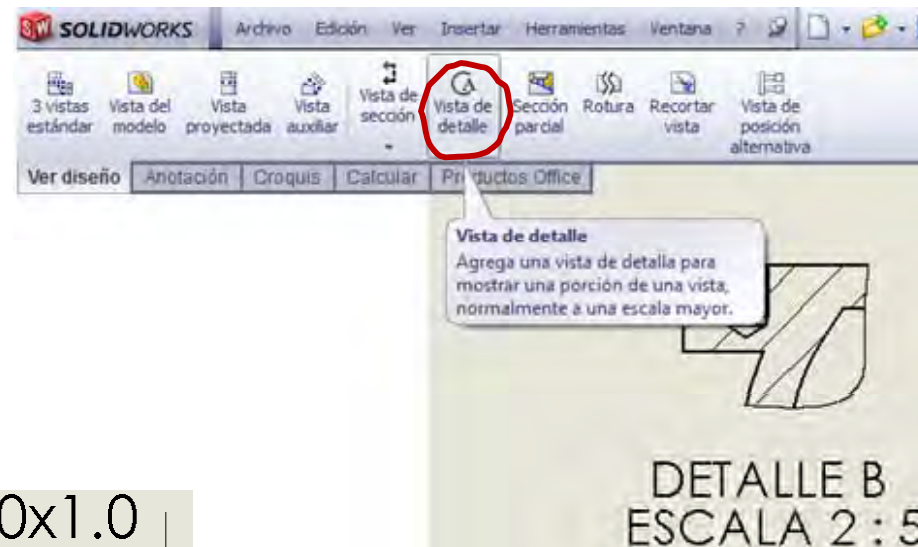 SOLIDWORKS Archivo Edición Ver Insertar Herramientas Ventana ?
3 vistas estándar
Vista del modelo
Vista proyectada
Vista auxiliar
Vista de sección
Vista de detalle
Sección parcial
Rotura
Recortar vista
Vista de posición alternativa
Ver diseño Anotación Croquis Calcular Productos Office
Vista de detalle
Agrega una vista de detalla para
mostrar una porción de una vista,
normalmente a una escala mayor.
DETALLE B
ESCALA 2 : 5
0x1.0